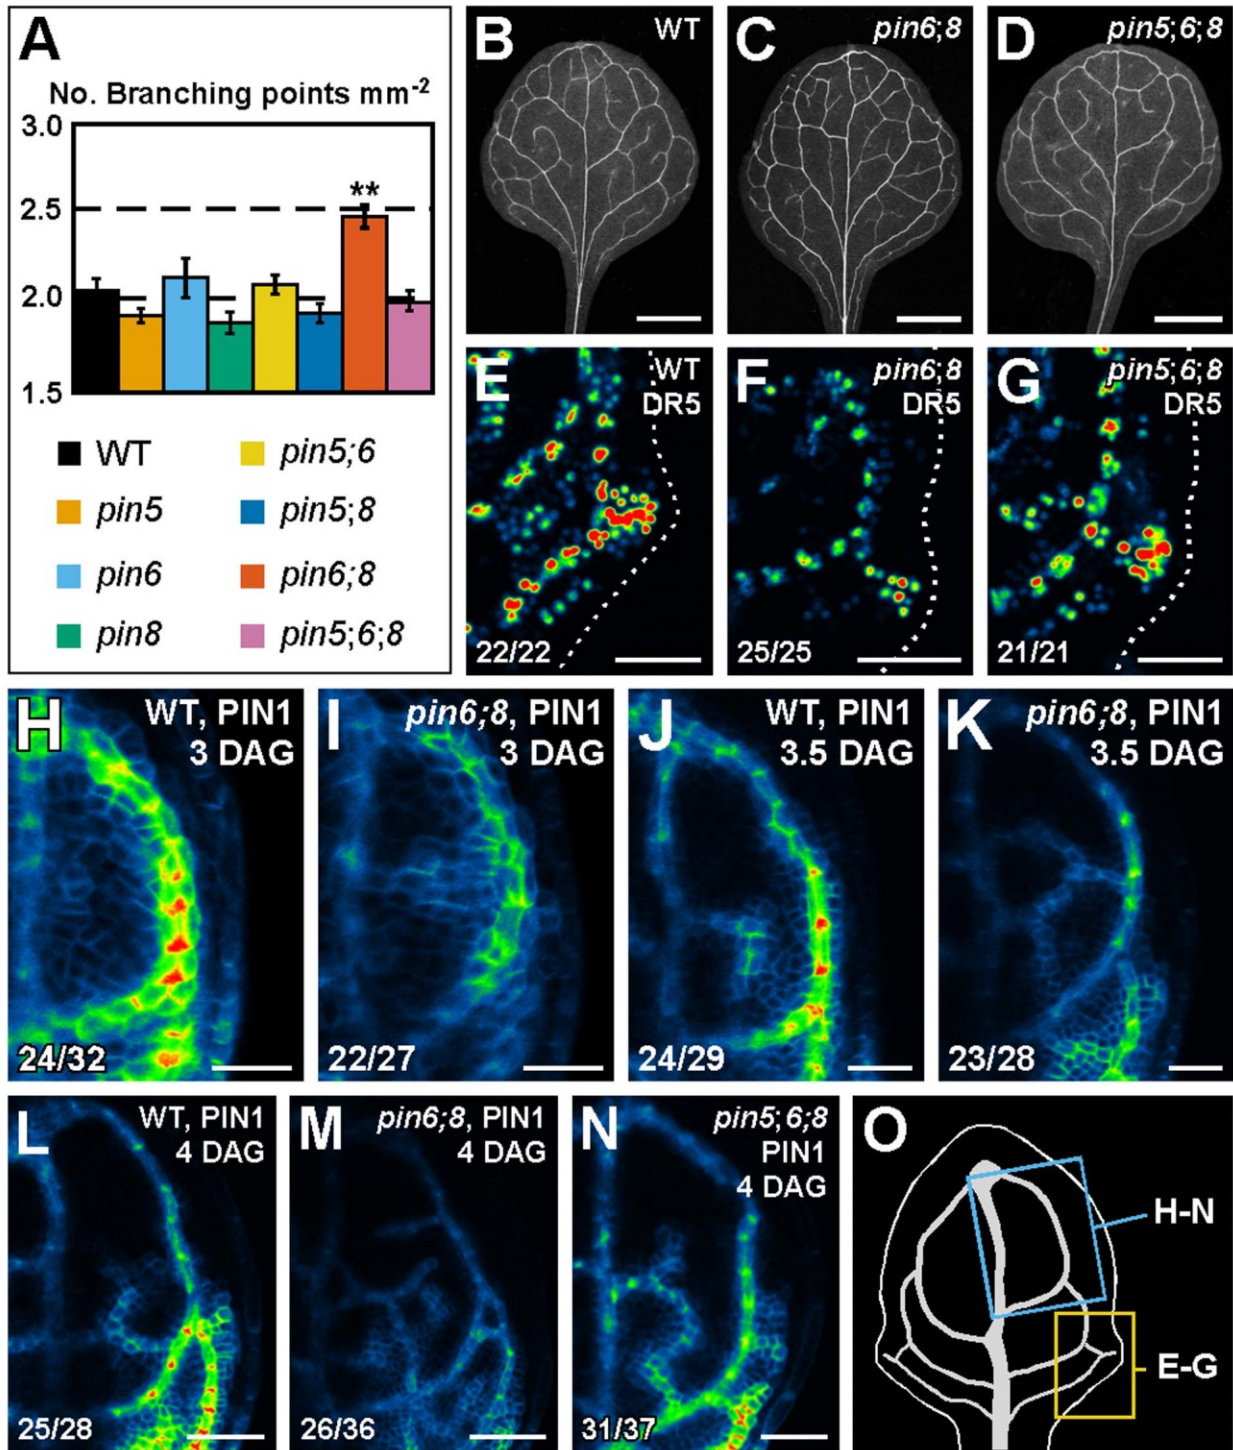 A
No. Branching points mm-2
3.0
2.5
**
2.0
1.5
WT
pin5;6
pin5
pin5;8
pin6
pin6;8
pin8
pin5;6;8
B
WT
C
pin6;8
D
pin5;6;8
E
WT
DR5
22/22
F
pin6;8
DR5
25/25
G
pin5;6;8
DR5
21/21
H
WT, PIN1
3 DAG
24/32
I
pin6;8, PIN1
3 DAG
22/27
J
WT, PIN1
3.5 DAG
24/29
K
pin6;8, PIN1
3.5 DAG
23/28
L
WT, PIN1
4 DAG
25/28
M
pin6;8, PIN1
4 DAG
26/36
N
pin5;6;8
PIN1
4 DAG
31/37
O
H-N
E-G